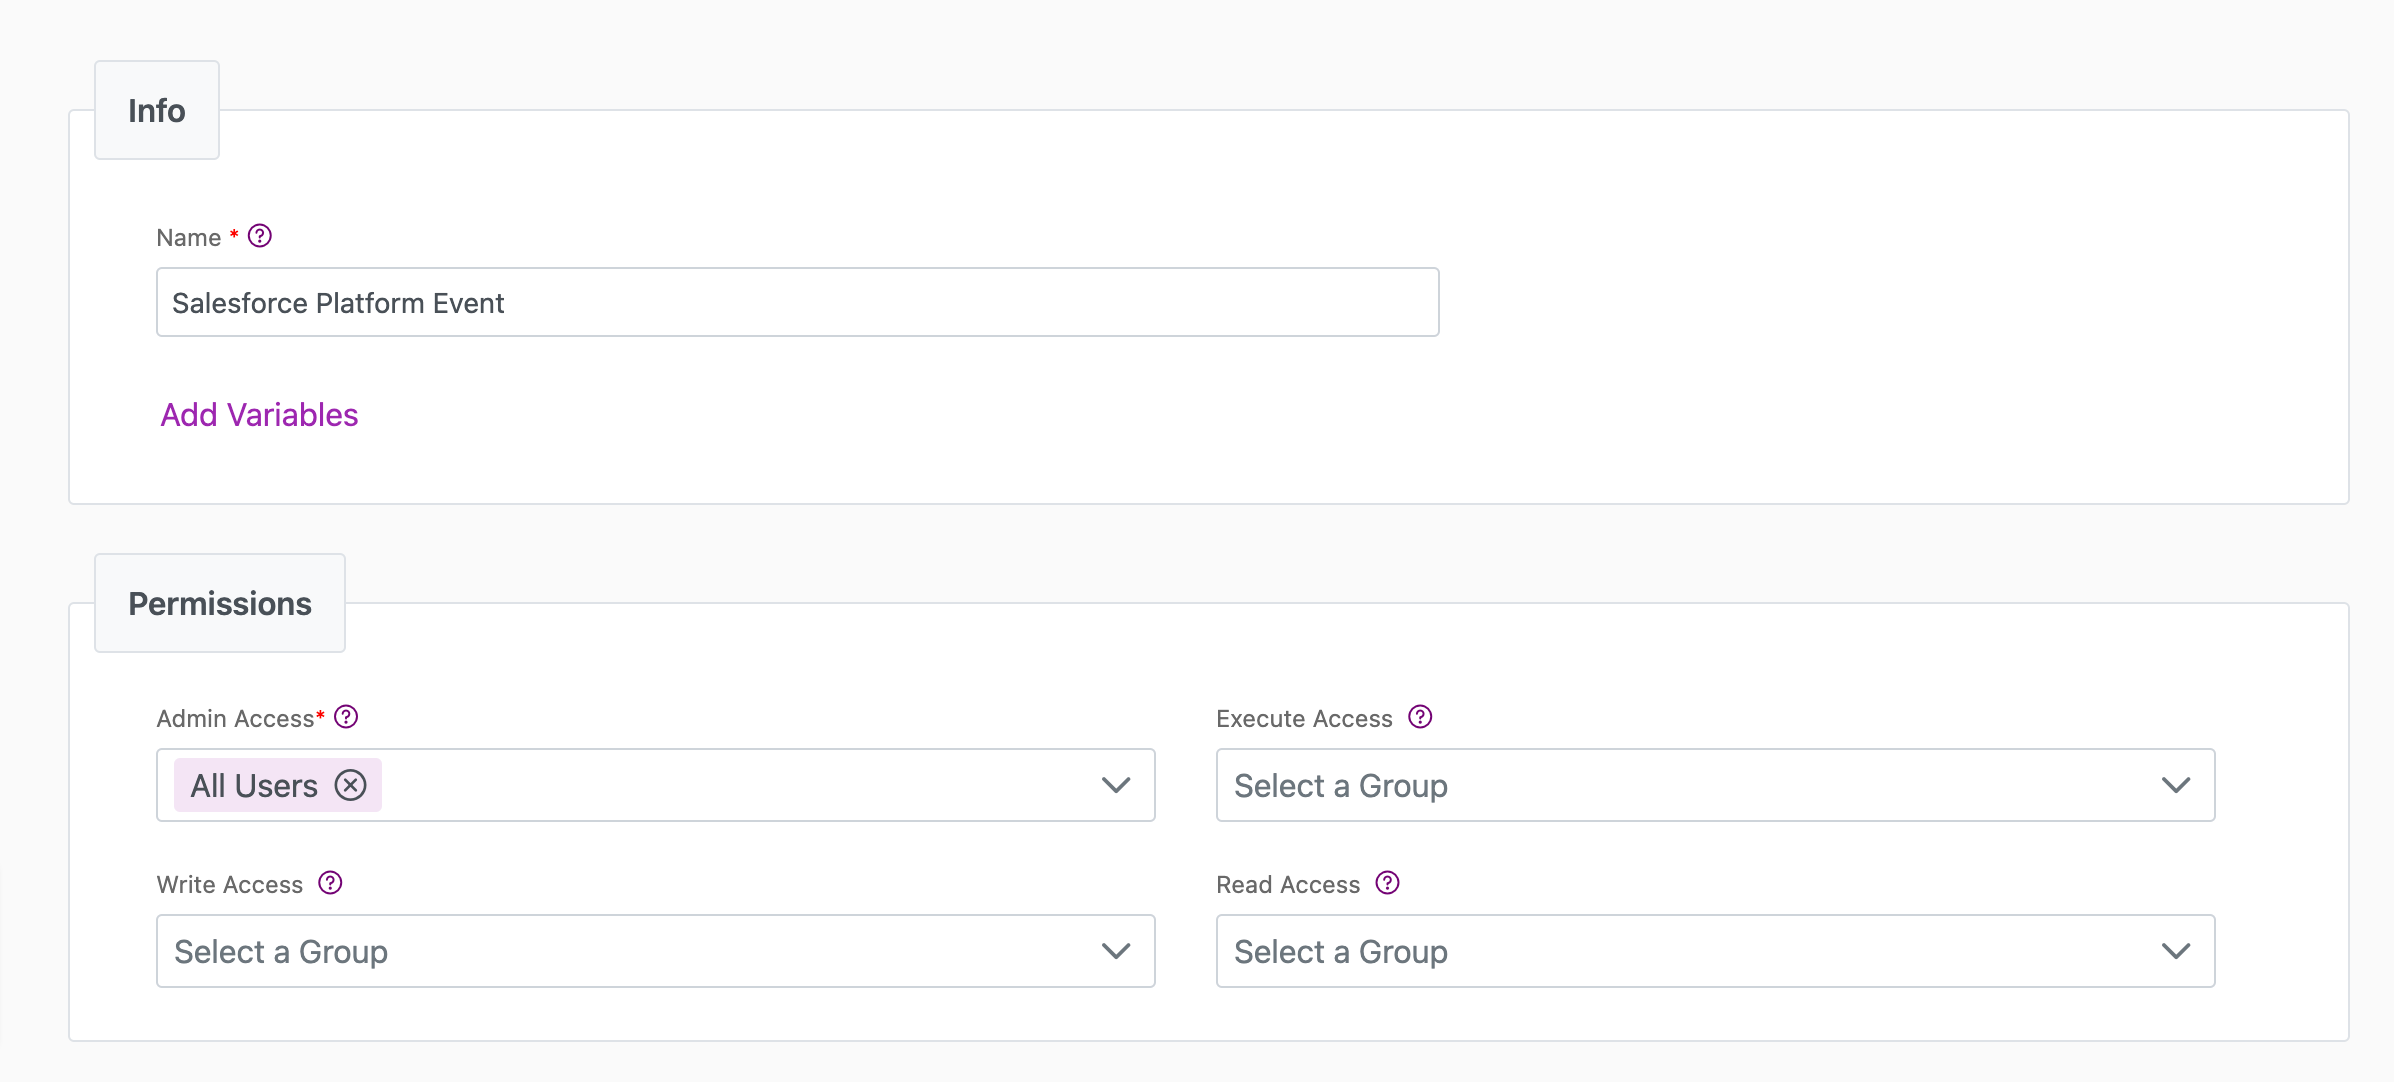 Info
Name *
Salesforce Platform Event
Add Variables
Permissions
Admin Access* Execute Access
All Users Select a Group
Write Access Read Access
Select a Group Select a Group